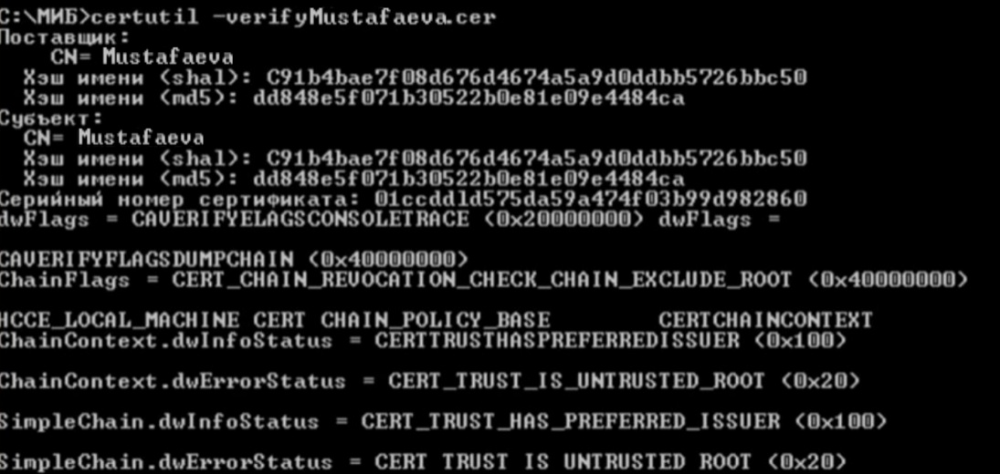 C:\МИБ>certutil -verifyMustafaeva.cer
Поставщик:
CN= Mustafaeva
Хэш имени (shal): C91b4bae7f08d676d4674a5a9d0ddbb5726bbc50
Хэш имени (md5): dd848e5f071b30522b0e81e09e4484ca
Субъект:
CN= Mustafaeva
Хэш имени (shal): C91b4bae7f08d676d4674a5a9d0ddbb5726bbc50
Хэш имени (md5): dd848e5f071b30522b0e81e09e4484ca
Серийный номер сертификата: 01ccddld575da59a474f03b99d982860
dwFlags = CAVERIFYELAGSCONSOLETRACE (0x20000000) dwFlags =
CAVERIFYFLAGSDUMPCHAIN (0x40000000)
ChainFlags = CERT_CHAIN_REVOCATION_CHECK_CHAIN_EXCLUDE_ROOT (0x40000000)
HCCE_LOCAL_MACHINE CERT CHAIN_POLICY_BASE CERTCHAINCONTEXT
ChainContext.dwInfoStatus = CERTTRUSTHASPREFERREDISSUER (0x100)
ChainContext.dwErrorStatus = CERT_TRUST_IS_UNTRUSTED_ROOT (0x20)
SimpleChain.dwInfoStatus = CERT_TRUST_HAS_PREFERRED_ISSUER (0x100)
SimpleChain.dwErrorStatus = CERT TRUST IS UNTRUSTED ROOT (0x20)